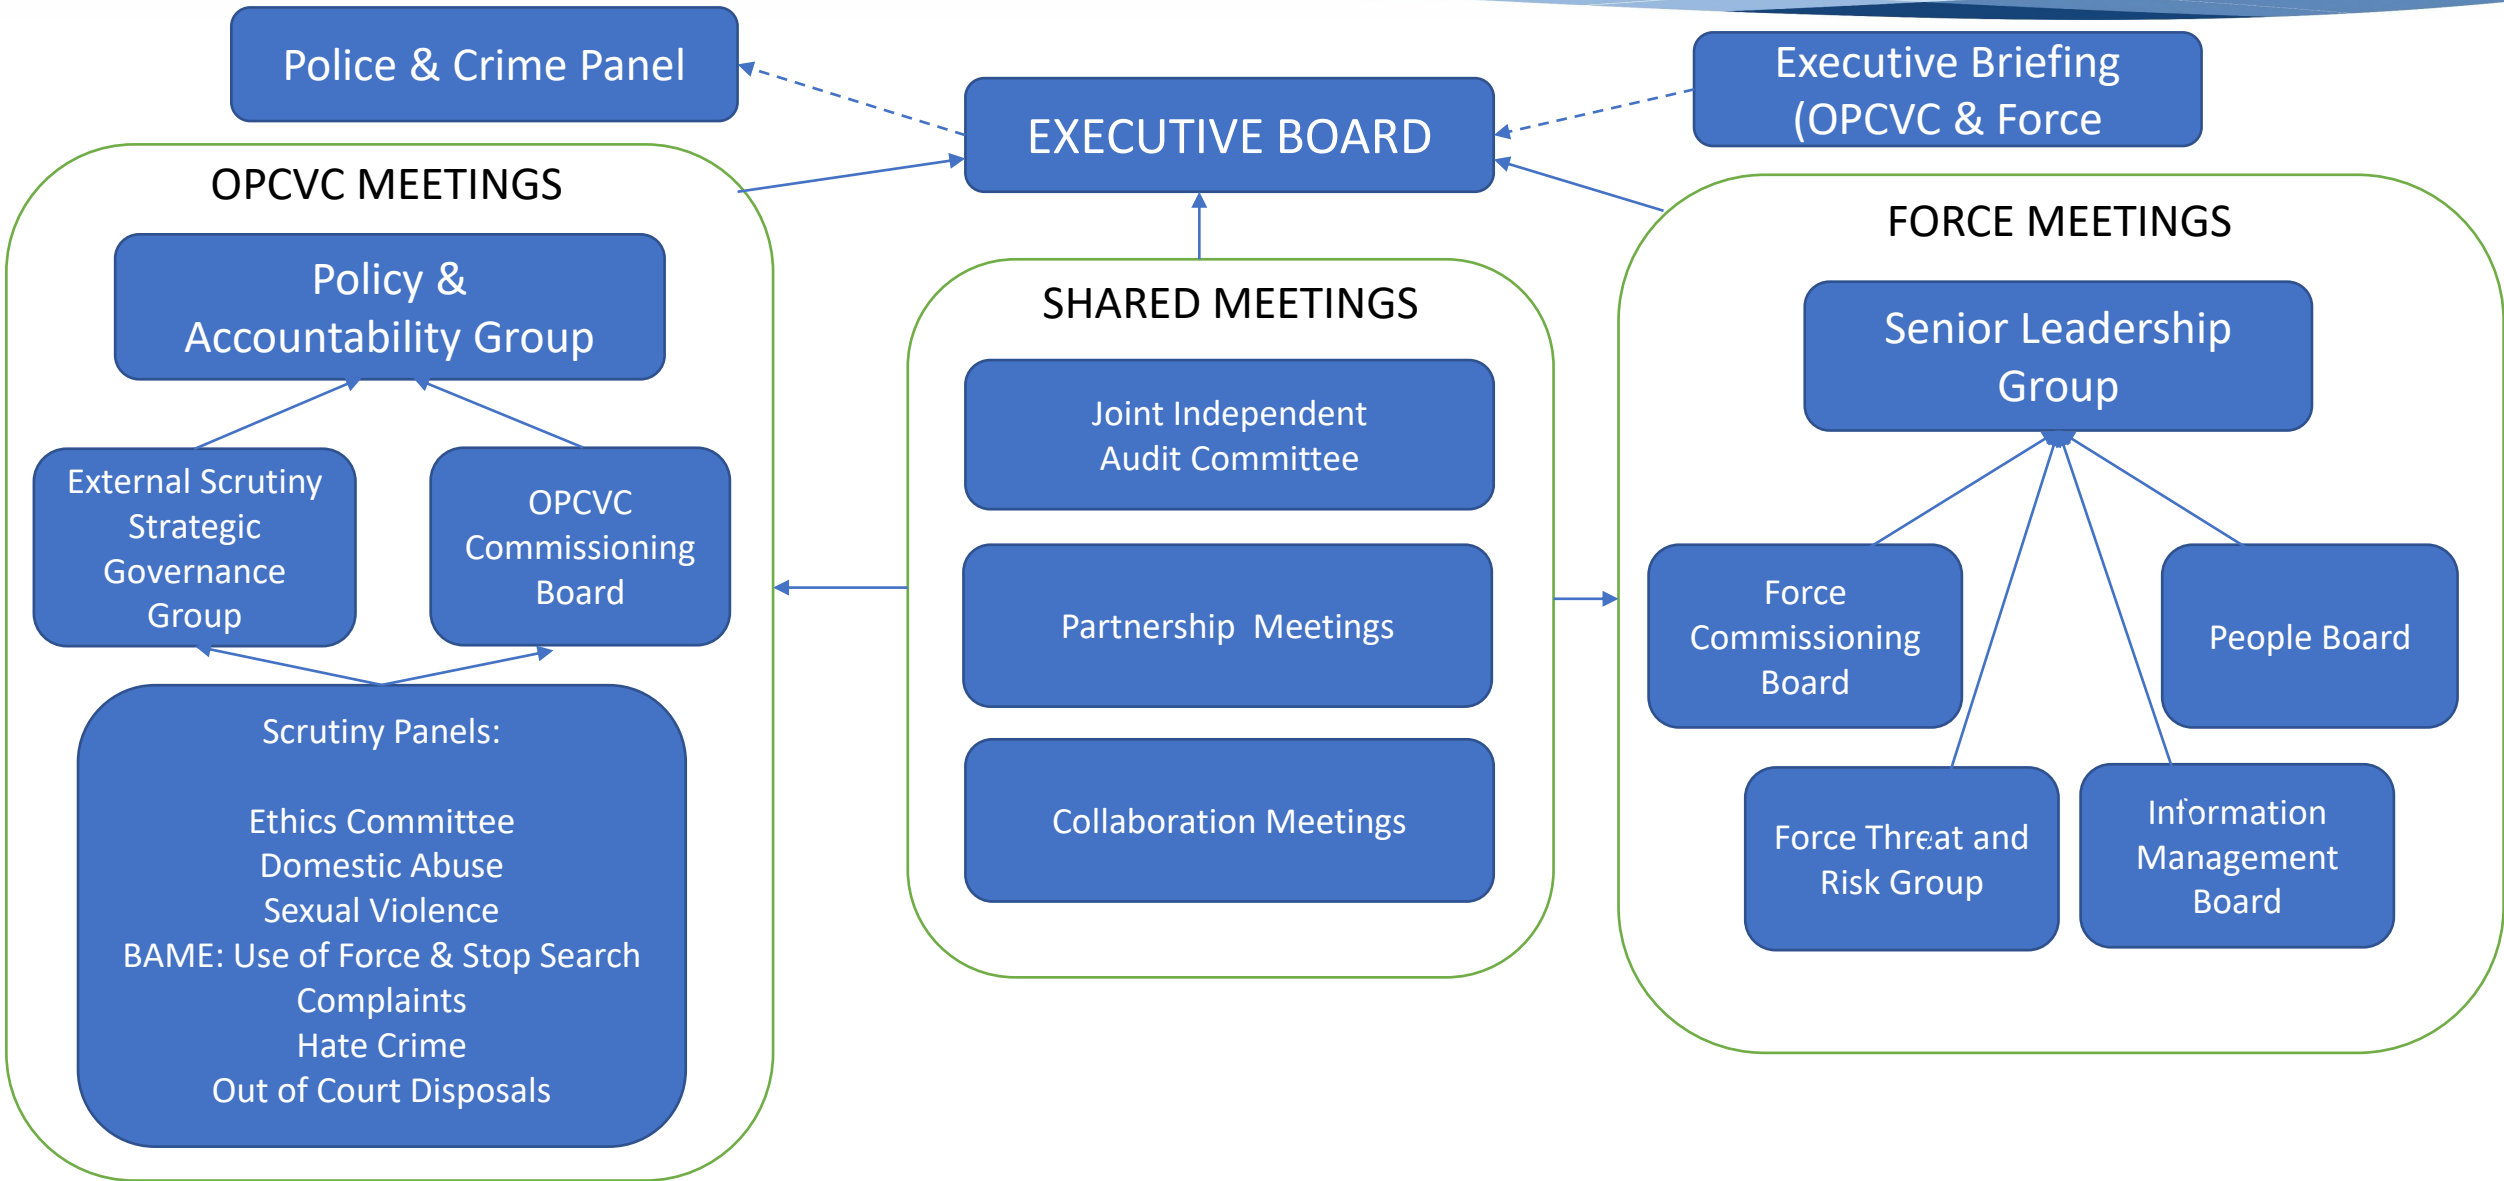 Police & Crime Panel
EXECUTIVE BOARD
Executive Briefing
(OPCVC & Force
OPCVC MEETINGS
Policy &
Accountability Group
External Scrutiny
Strategic
Governance
Group
OPCVC
Commissioning
Board
Scrutiny Panels:
Ethics Committee
Domestic Abuse
Sexual Violence
BAME: Use of Force & Stop Search
Complaints
Hate Crime
Out of Court Disposals
SHARED MEETINGS
Joint Independent
Audit Committee
Partnership  Meetings
Collaboration Meetings
FORCE MEETINGS
Senior Leadership
Group
Force
Commissioning
Board
People Board
Force Threat and
Risk Group
Information
Management
Board